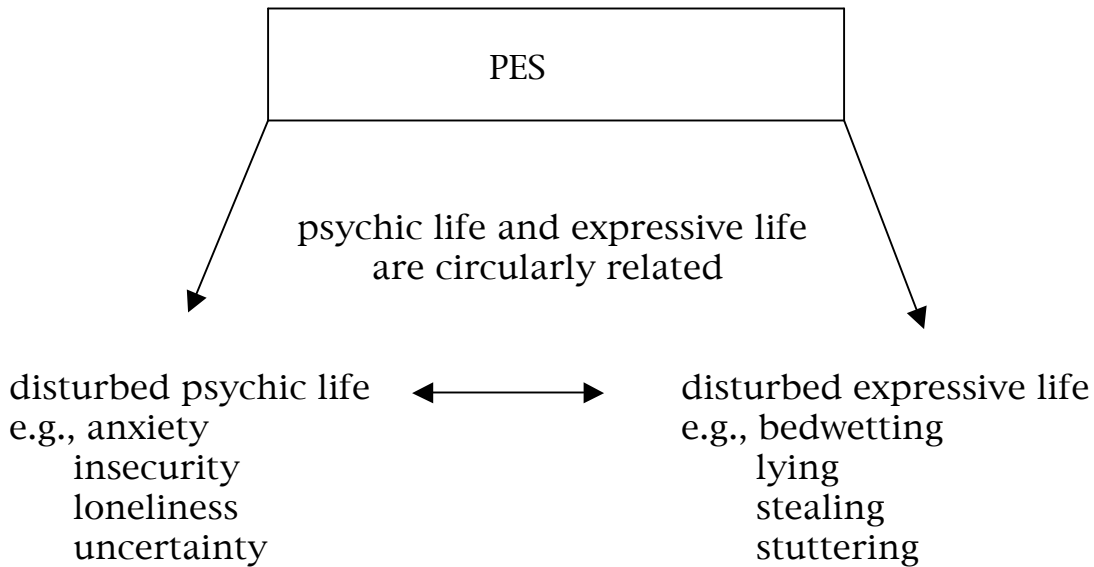 PES
psychic life and expressive life
are circularly related
disturbed psychic life
e.g., anxiety
insecurity
loneliness
uncertainty
disturbed expressive life
e.g., bedwetting
lying
stealing
stuttering